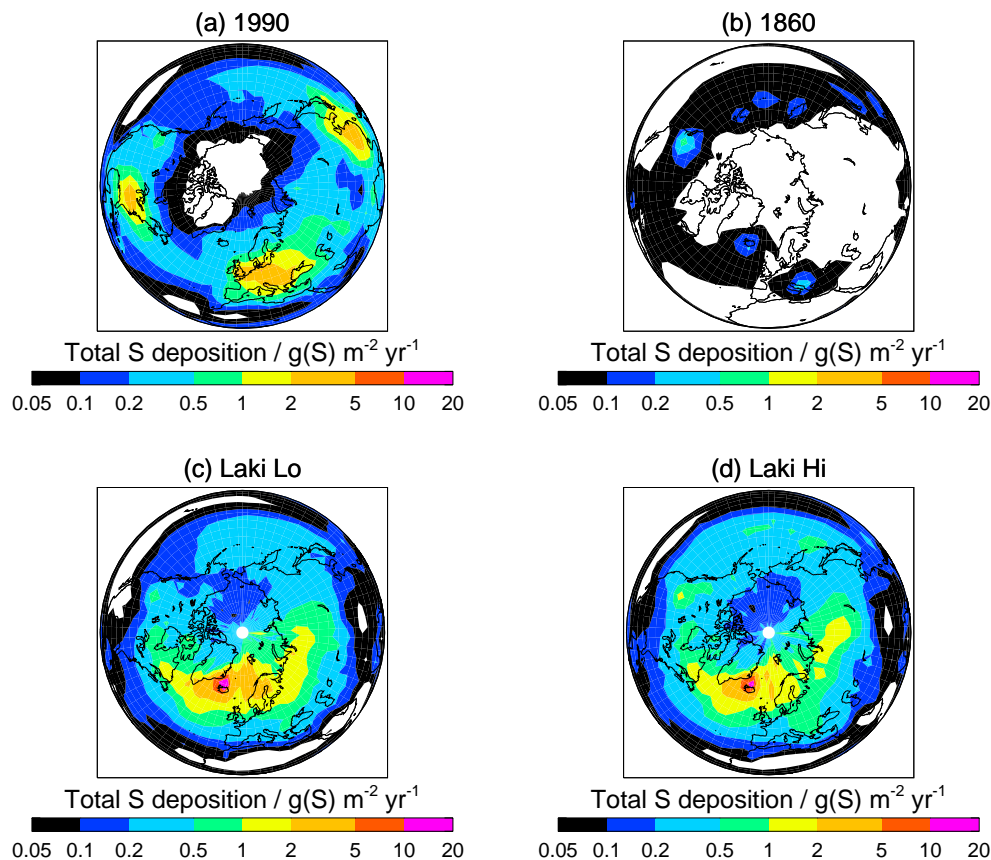 (a) 1990
(b) 1860
Total S deposition / g(S) m⁻² yr⁻¹
0.05 0.1 0.2 0.5 1 2 5 10 20
Total S deposition / g(S) m⁻² yr⁻¹
0.05 0.1 0.2 0.5 1 2 5 10 20
(c) Laki Lo
(d) Laki Hi
Total S deposition / g(S) m⁻² yr⁻¹
0.05 0.1 0.2 0.5 1 2 5 10 20
Total S deposition / g(S) m⁻² yr⁻¹
0.05 0.1 0.2 0.5 1 2 5 10 20